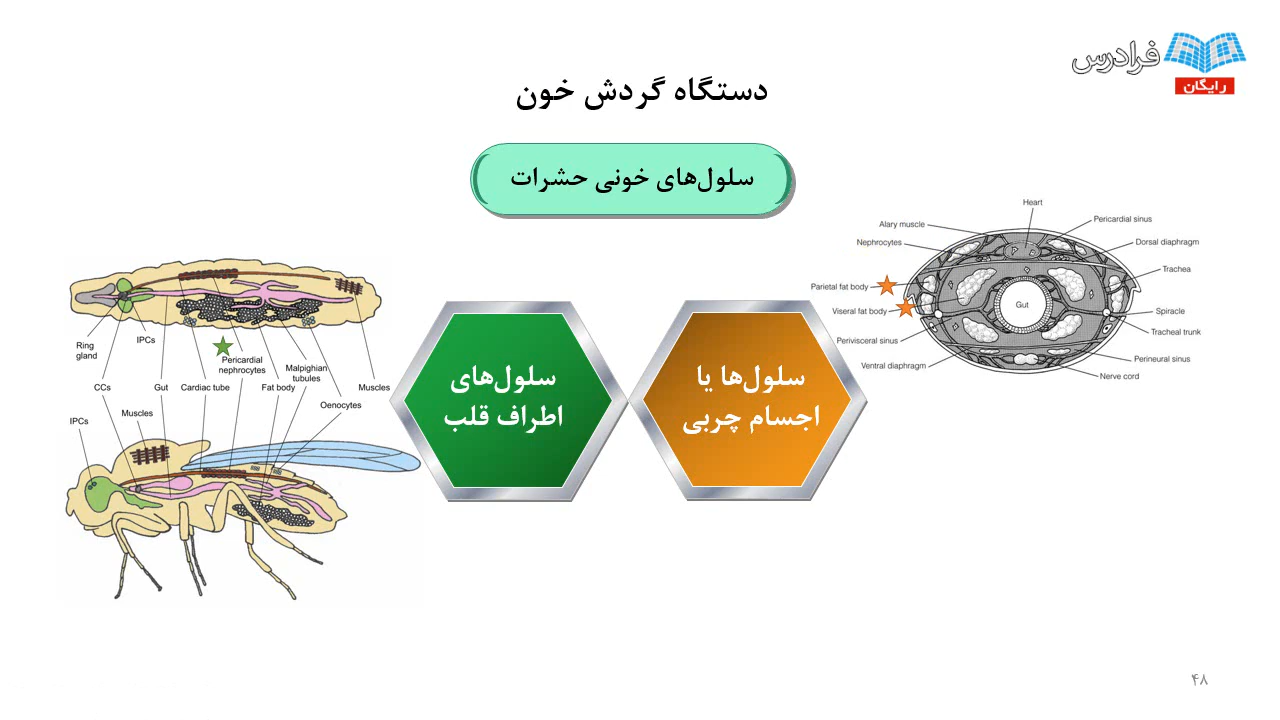 فرادرس
رایگان
دستگاه گردش خون
سلول‌های خونی حشرات
Heart
Alary muscle
Pericardial sinus
Nephrocytes
Dorsal diaphragm
Trachea
Parietal fat body
Viseral fat body
Gut
Spiracle
Tracheal trunk
Perivisceral sinus
Perineural sinus
Ventral diaphragm
Nerve cord
سلول‌ها یا
اجسام چربی
سلول‌های
اطراف قلب
Ring
gland
IPCs
Pericardial
nephrocytes
Malpighian
tubules
CCs
Gut
Cardiac tube
Fat body
Muscles
Oenocytes
IPCs
Muscles
۴۸